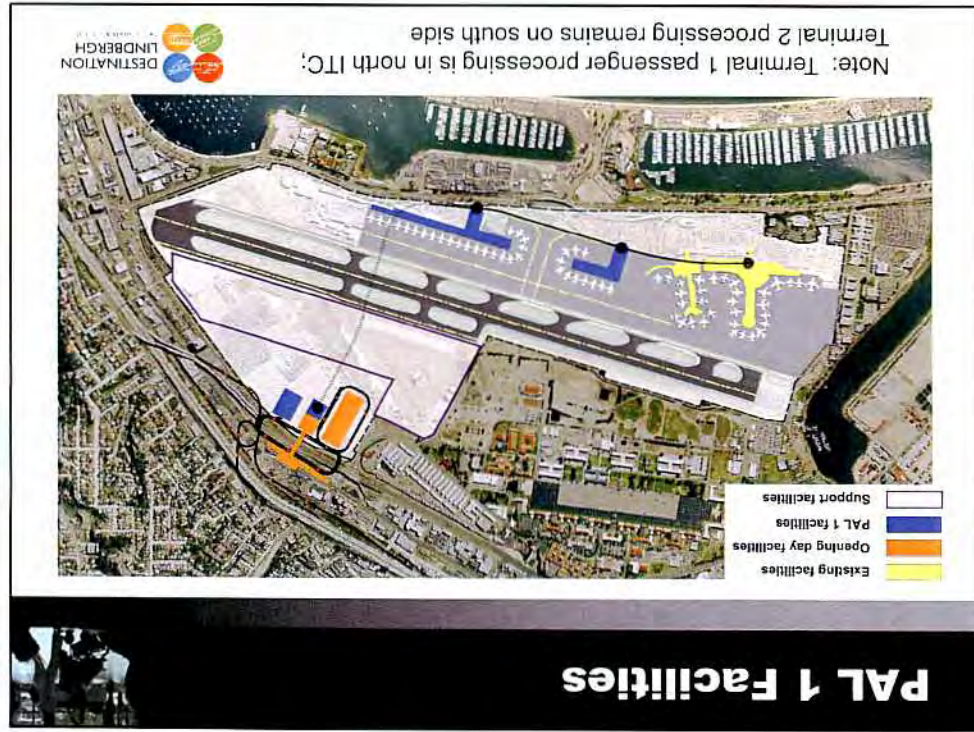 PAL 1 Facilities
Existing facilities
Opening day facilities
PAL 1 facilities
Support facilities
Note: Terminal 1 passenger processing is in north ITC;
Terminal 2 processing remains on south side
DESTINATION
LINDBERGH